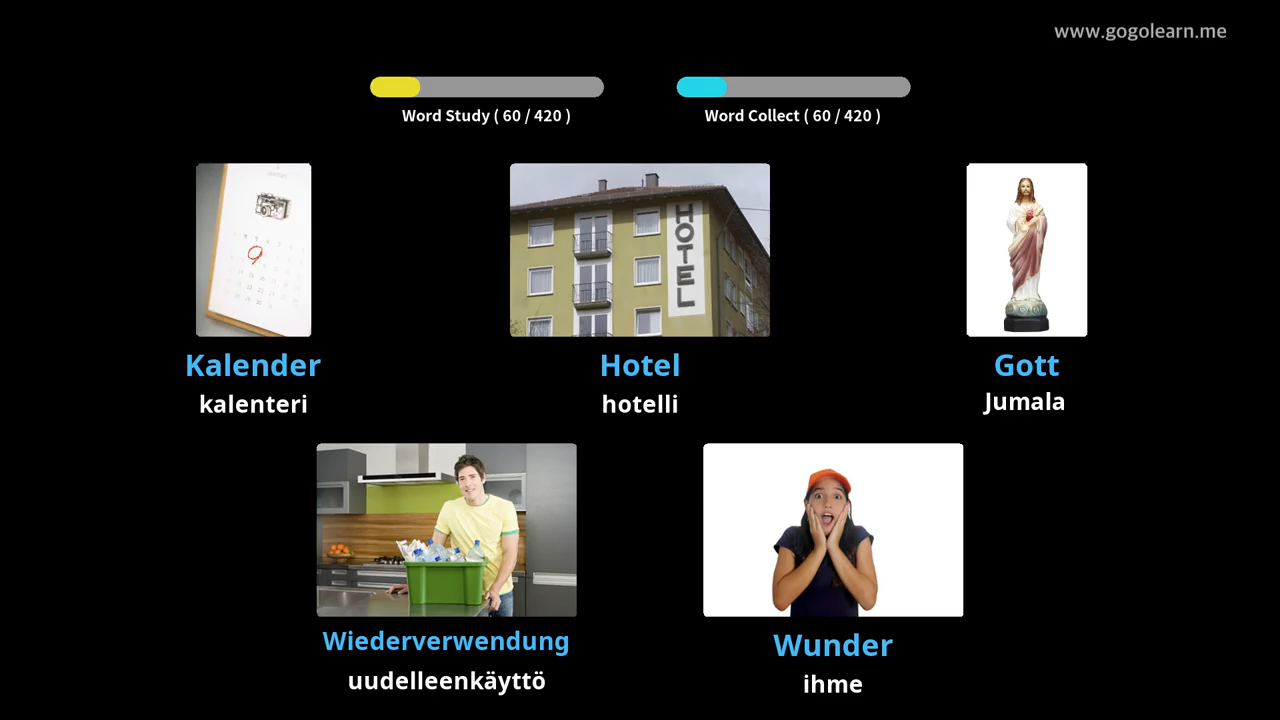 www.gogolearn.me
Word Study ( 60 / 420 )
Word Collect ( 60 / 420 )
HOTEL
Kalender
Hotel
Gott
kalenteri
hotelli
Jumala
Wiederverwendung
Wunder
uudelleenkäyttö
ihme